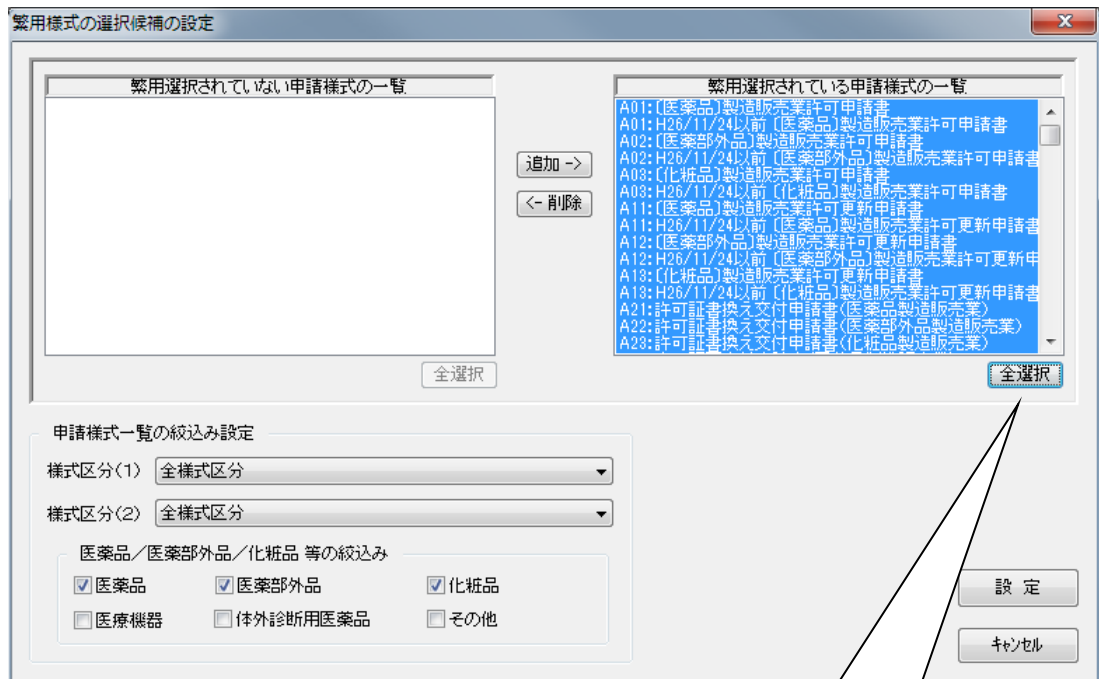 繁用様式の選択候補の設定
繁用選択されていない申請様式の一覧
追加 ->
<- 削除
全選択
繁用選択されている申請様式の一覧
A01:〔医薬品〕製造販売業許可申請書
A01:H26/11/24以前〔医薬品〕製造販売業許可申請書
A02:〔医薬部外品〕製造販売業許可申請書
A02:H26/11/24以前〔医薬部外品〕製造販売業許可申請書
A03:〔化粧品〕製造販売業許可申請書
A03:H26/11/24以前〔化粧品〕製造販売業許可申請書
A11:〔医薬品〕製造販売業許可更新申請書
A11:H26/11/24以前〔医薬品〕製造販売業許可更新申請書
A12:〔医薬部外品〕製造販売業許可更新申請書
A12:H26/11/24以前〔医薬部外品〕製造販売業許可更新申
A13:〔化粧品〕製造販売業許可更新申請書
A13:H26/11/24以前〔化粧品〕製造販売業許可更新申請書
A21:許可証書換え交付申請書(医薬品製造販売業)
A22:許可証書換え交付申請書(医薬部外品製造販売業)
A23:許可証書換え交付申請書(化粧品製造販売業)
全選択
申請様式一覧の絞込み設定
様式区分(1) 全様式区分
様式区分(2) 全様式区分
医薬品／医薬部外品／化粧品 等の絞込み
医薬品 医薬部外品 化粧品
医療機器 体外診断用医薬品 その他
設 定
ｷｬﾝｾﾙ